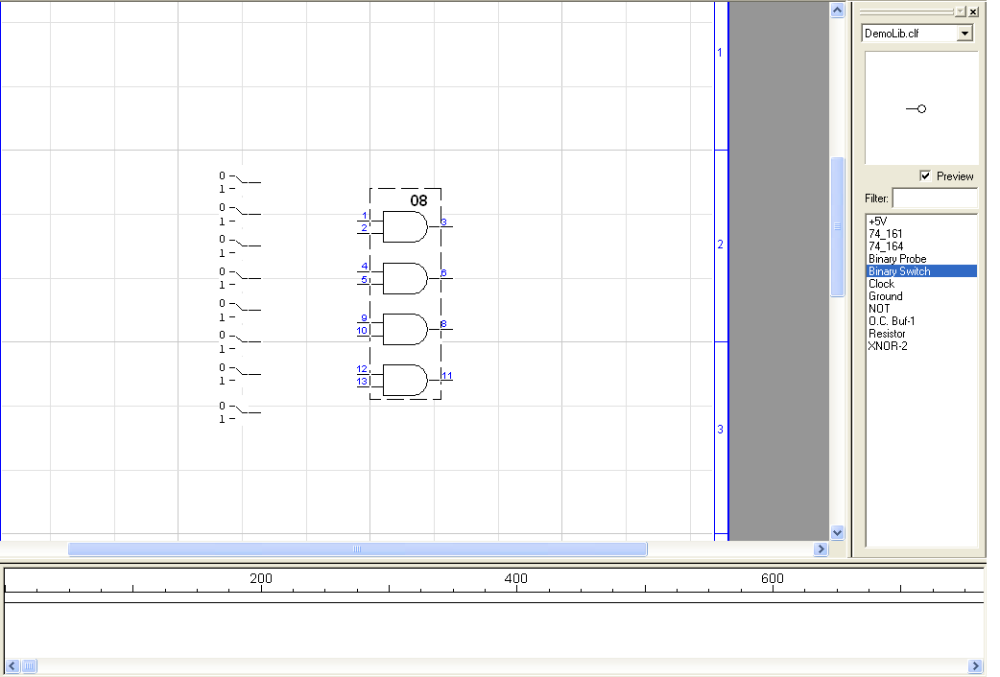 1
DemoLib.clf
Preview
Filter:
+5V
74_161
74_164
Binary Probe
Binary Switch
Clock
Ground
NOT
O.C. Buf-1
Resistor
XNOR-2
0
1
0
1
0
1
0
1
0
1
0
1
0
1
0
1
08
1
2
3
4
5
6
9
10
8
12
13
11
2
3
200 400 600